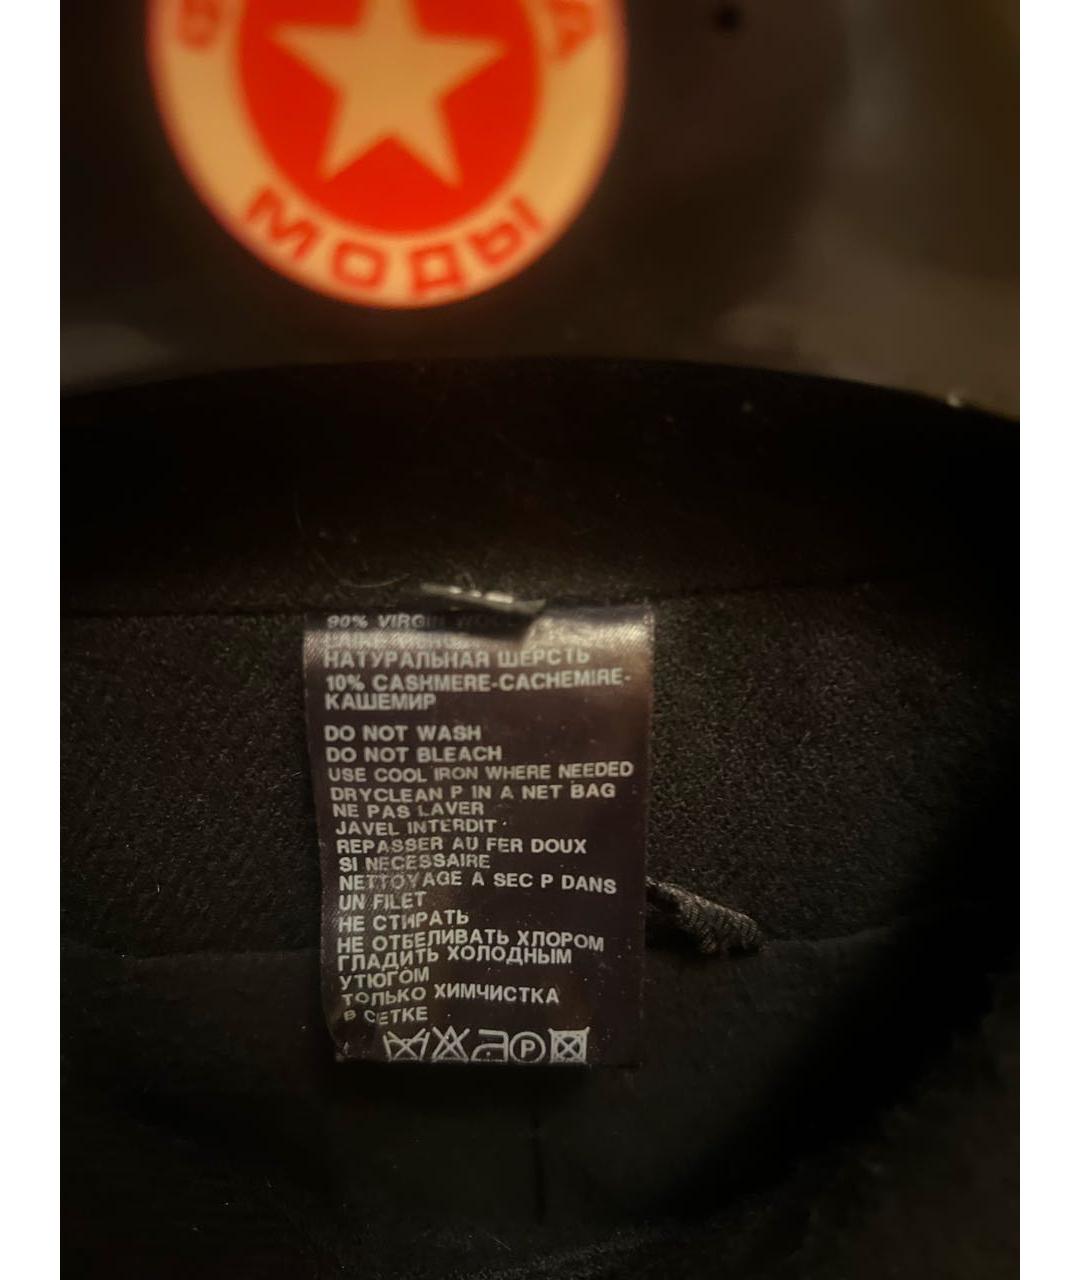 МОДЫ
90% VIRGIN WOOL
НАТУРАЛЬНАЯ ШЕРСТЬ
10% CASHMERE-CACHEMIRE-
КАШЕМИР
DO NOT WASH
DO NOT BLEACH
USE COOL IRON WHERE NEEDED
DRYCLEAN P IN A NET BAG
NE PAS LAVER
JAVEL INTERDIT
REPASSER AU FER DOUX
SI NECESSAIRE
NETTOYAGE A SEC P DANS
UN FILET
НЕ СТИРАТЬ
НЕ ОТБЕЛИВАТЬ ХЛОРОМ
ГЛАДИТЬ ХОЛОДНЫМ
УТЮГОМ
ТОЛЬКО ХИМЧИСТКА
В СЕТКЕ
P